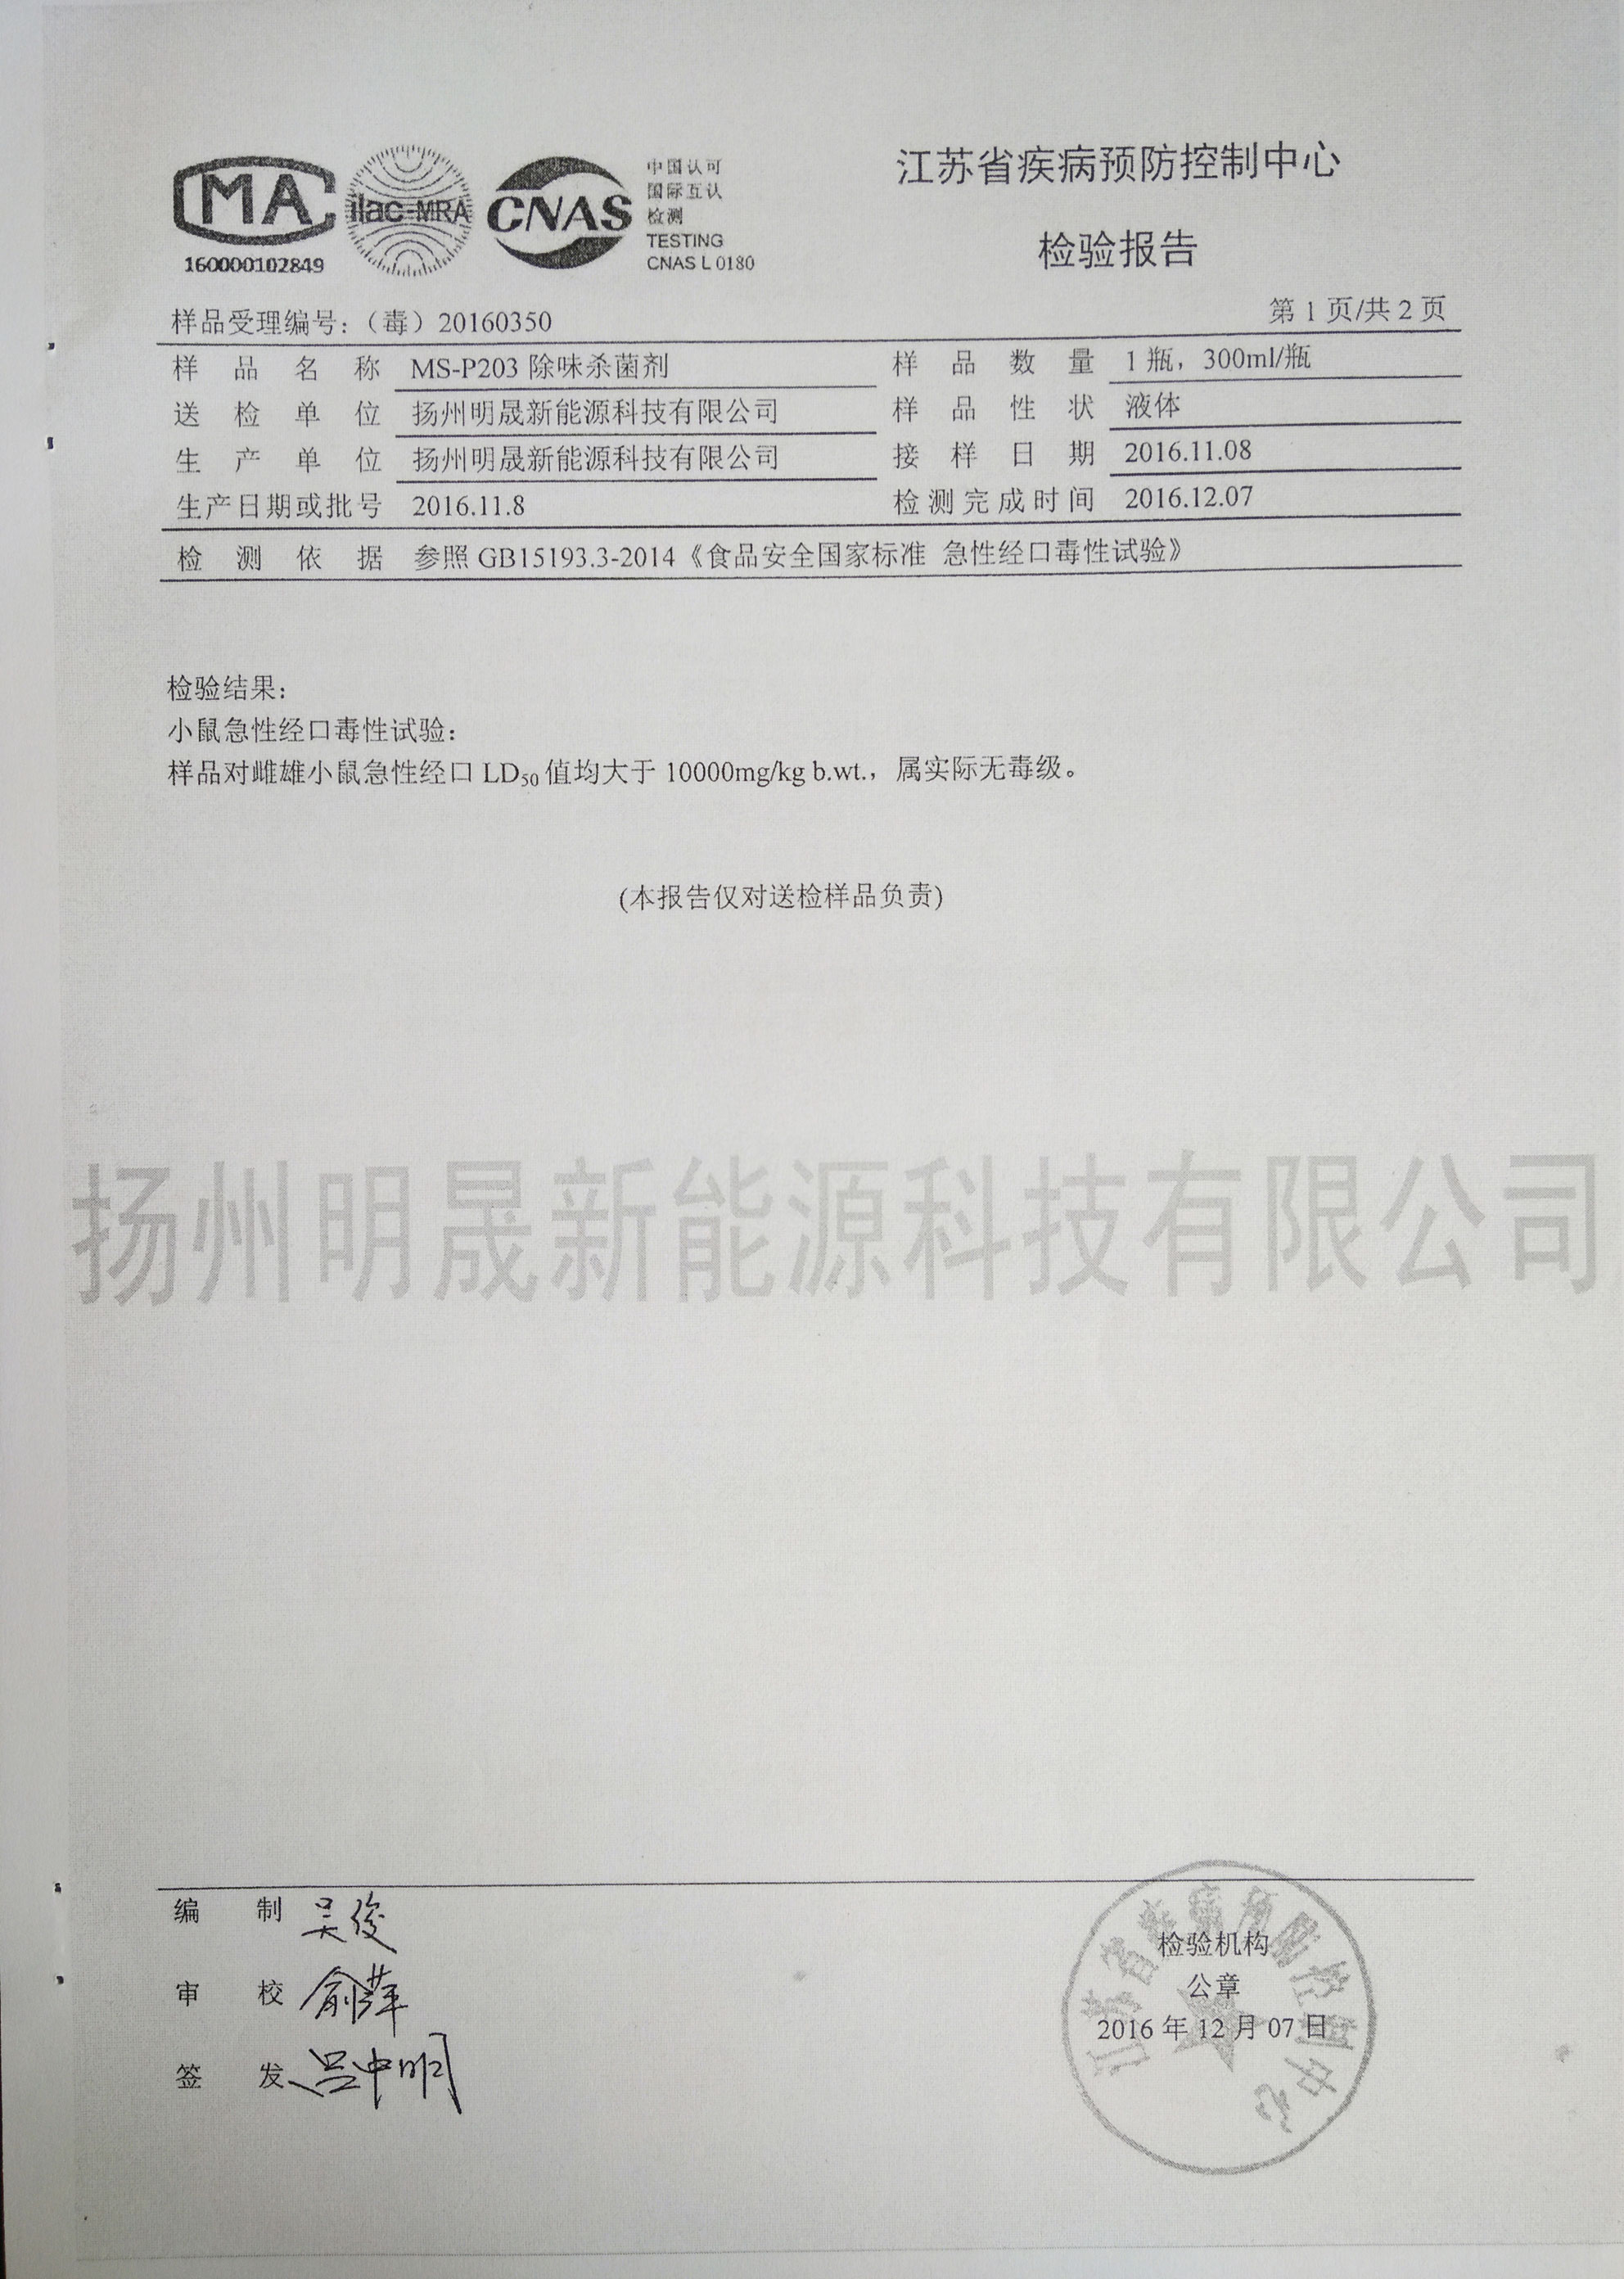 MA
160000102849
ilac-MRA
CNAS
中国认可
国际互认
检测
TESTING
CNAS L 0180
江苏省疾病预防控制中心
检验报告
样品受理编号：（毒）20160350
第 1 页/共 2 页
样品名称 MS-P203 除味杀菌剂 样品数量 1 瓶，300ml/瓶
送检单位 扬州明晟新能源科技有限公司 样品性状 液体
生产单位 扬州明晟新能源科技有限公司 接样日期 2016.11.08
生产日期或批号 2016.11.8 检测完成时间 2016.12.07
检测依据 参照 GB15193.3-2014《食品安全国家标准 急性经口毒性试验》
检验结果：
小鼠急性经口毒性试验：
样品对雌雄小鼠急性经口 LD50 值均大于 10000mg/kg b.wt.，属实际无毒级。
(本报告仅对送检样品负责)
扬州明晟新能源科技有限公司
编制 吴俊
审校 俞萍
签发 吕中明
江苏省疾病预防控制中心
检验机构
公章
2016 年 12 月 07 日